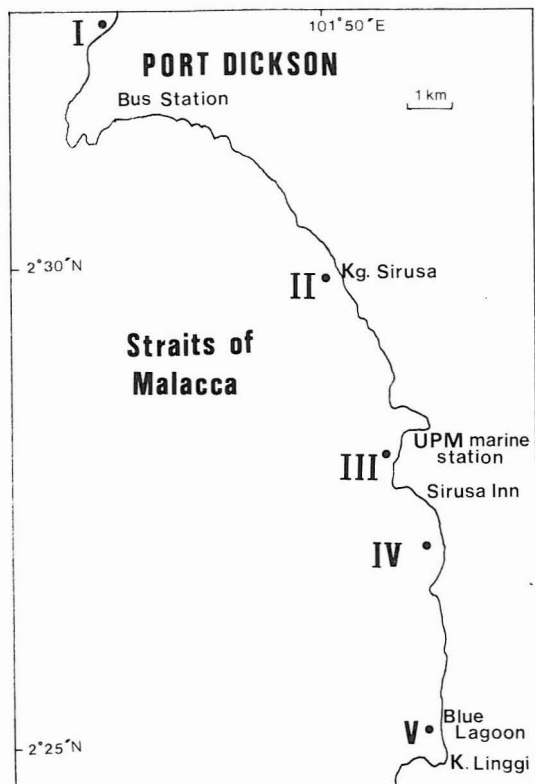 101°50´E
I
PORT DICKSON
Bus Station
1 km
2°30´N
II
Kg. Sirusa
Straits of
Malacca
UPM marine
station
III
Sirusa Inn
IV
V
Blue
Lagoon
2°25´N
K. Linggi